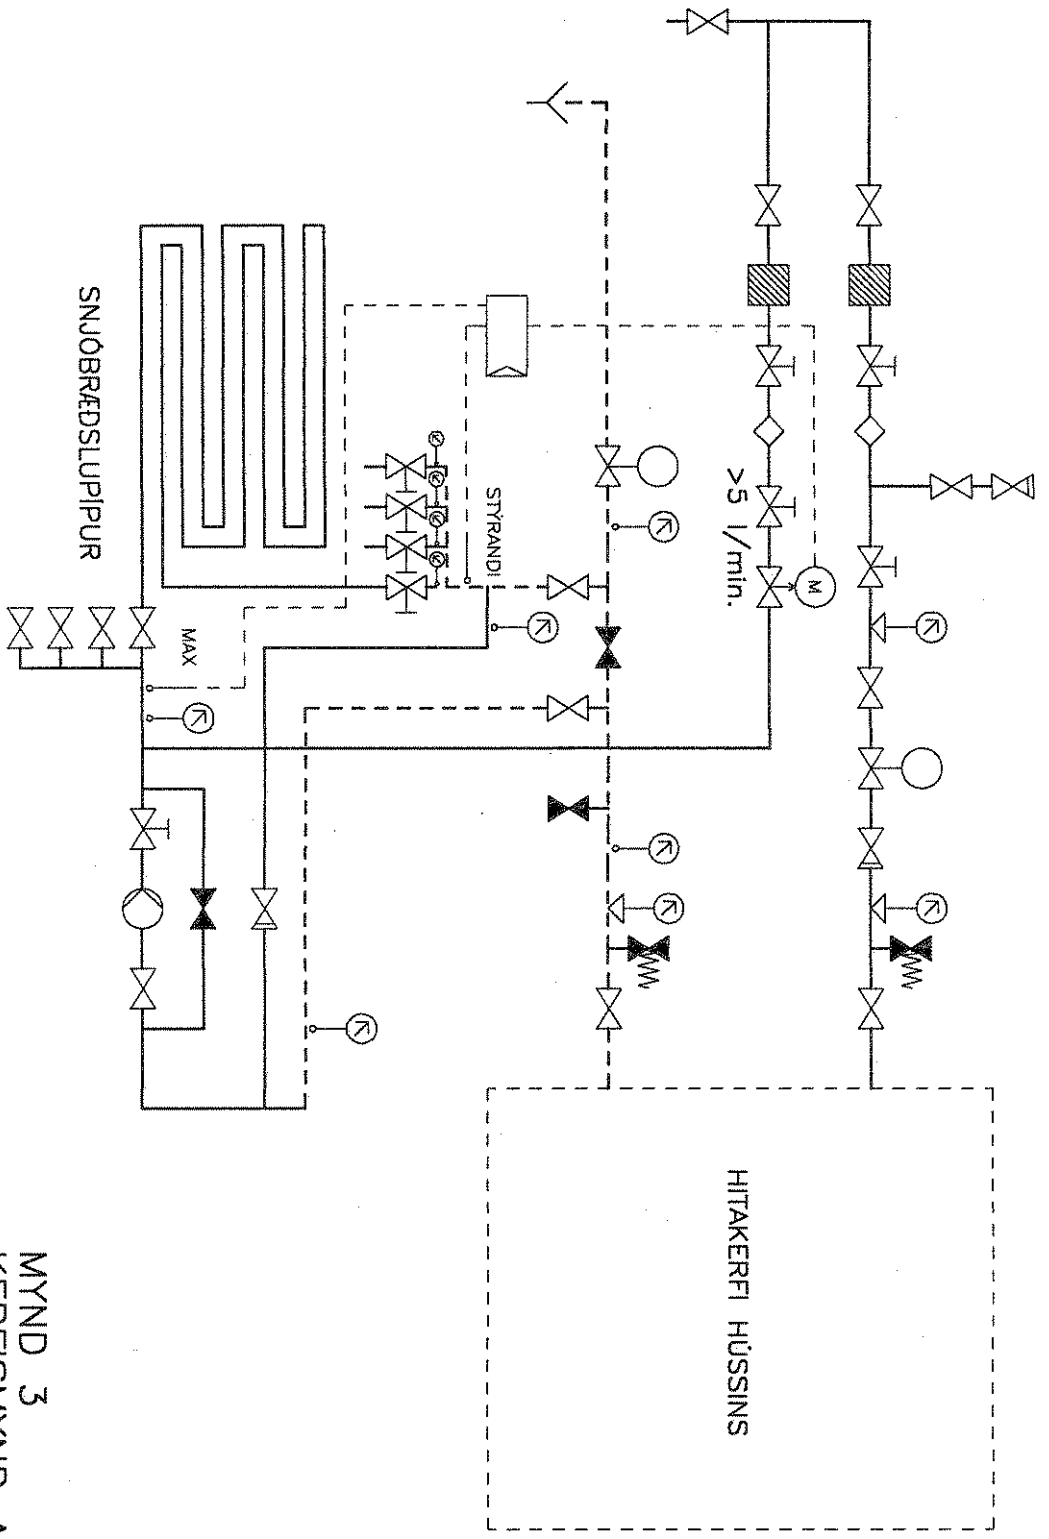 >5 l/min.
M
STÝRANDI
MAX
SNJÓBRÆÐSLUPÍPUR
HITAKERFI HÚSSINS
MYND 3